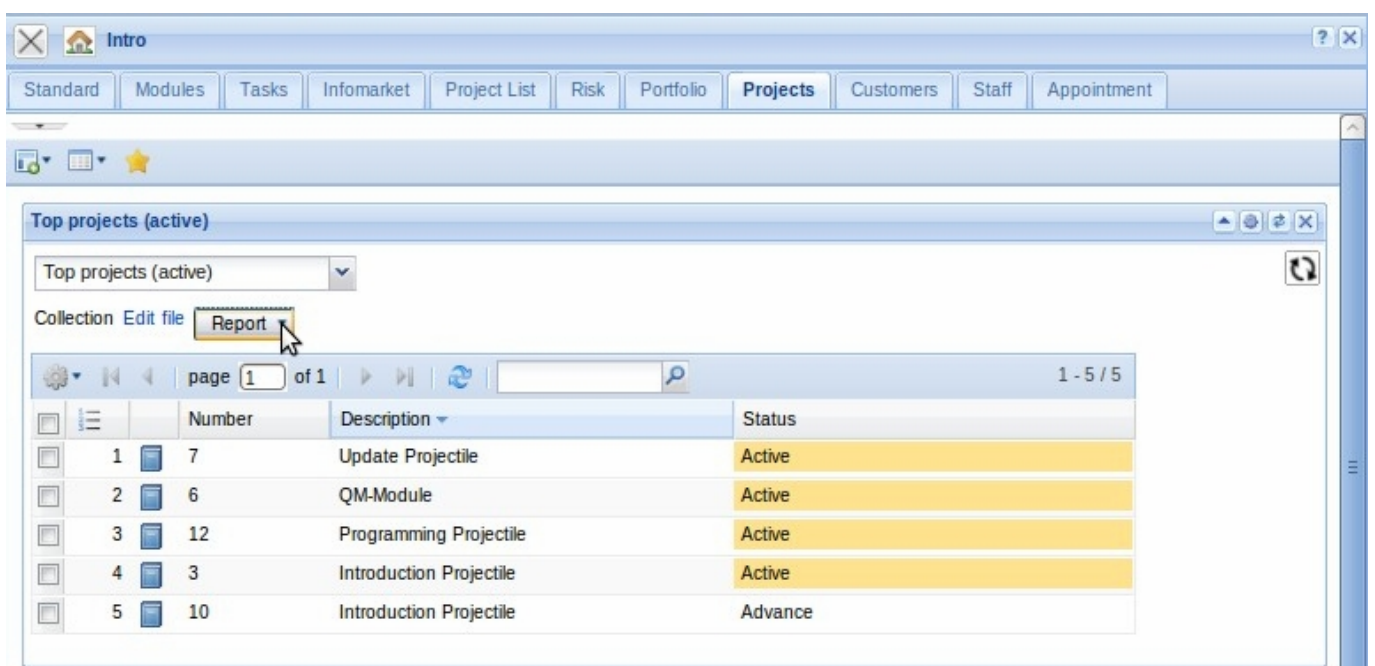 Intro
Standard Modules Tasks Infomarket Project List Risk Portfolio Projects Customers Staff Appointment
Top projects (active)
Top projects (active)
Collection Edit file Report
page 1 of 1 1 - 5 / 5
Number Description Status
1 7 Update Projectile Active
2 6 QM-Module Active
3 12 Programming Projectile Active
4 3 Introduction Projectile Active
5 10 Introduction Projectile Advance